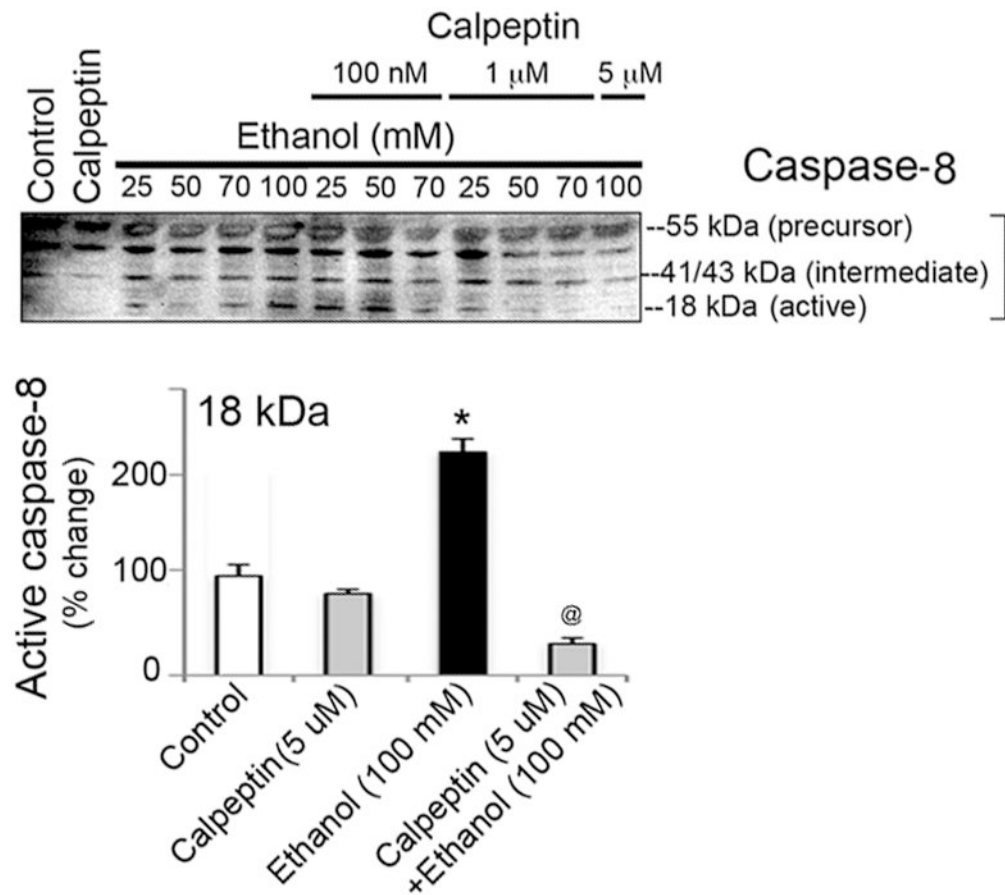 Calpeptin
100 nM 1 μM 5 μM
Control
Calpeptin
Ethanol (mM)
25 50 70 100 25 50 70 25 50 70 100
Caspase-8
--55 kDa (precursor)
--41/43 kDa (intermediate)
--18 kDa (active)
Active caspase-8
(% change)
18 kDa
*
200
100
0
@
Control
Calpeptin (5 uM)
Ethanol (100 mM)
Calpeptin (5 uM)
+Ethanol (100 mM)